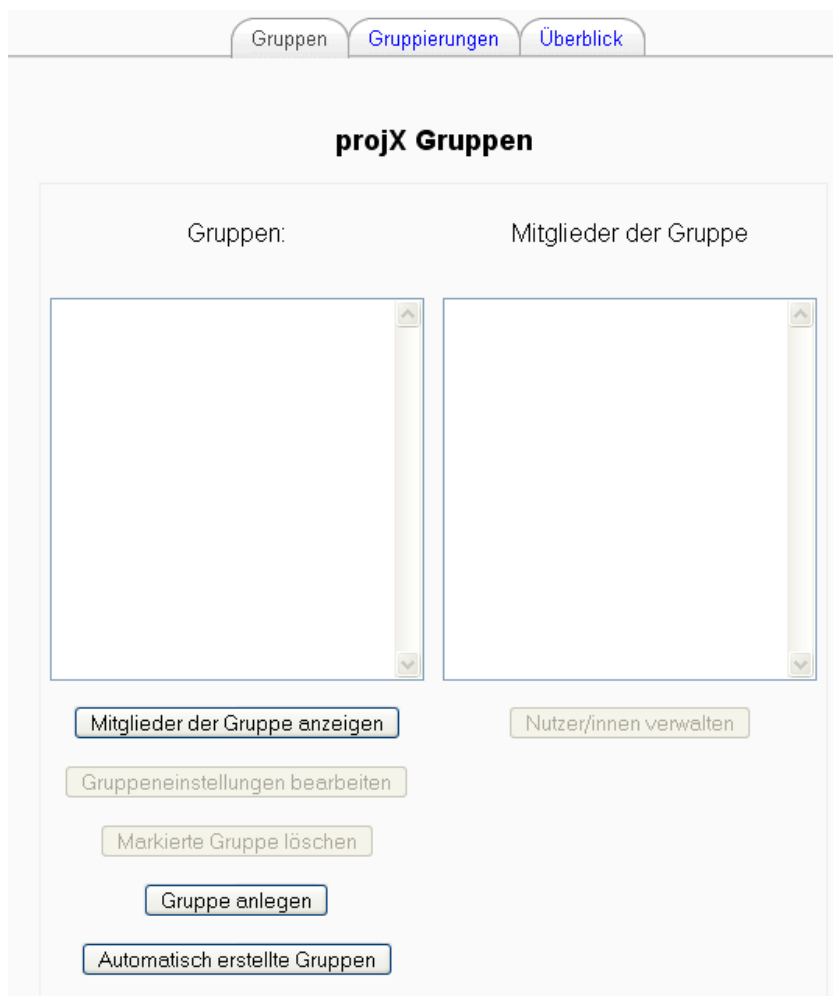 Gruppen Gruppierungen Überblick
projX Gruppen
Gruppen: Mitglieder der Gruppe
Mitglieder der Gruppe anzeigen Nutzer/innen verwalten
Gruppeneinstellungen bearbeiten
Markierte Gruppe löschen
Gruppe anlegen
Automatisch erstellte Gruppen